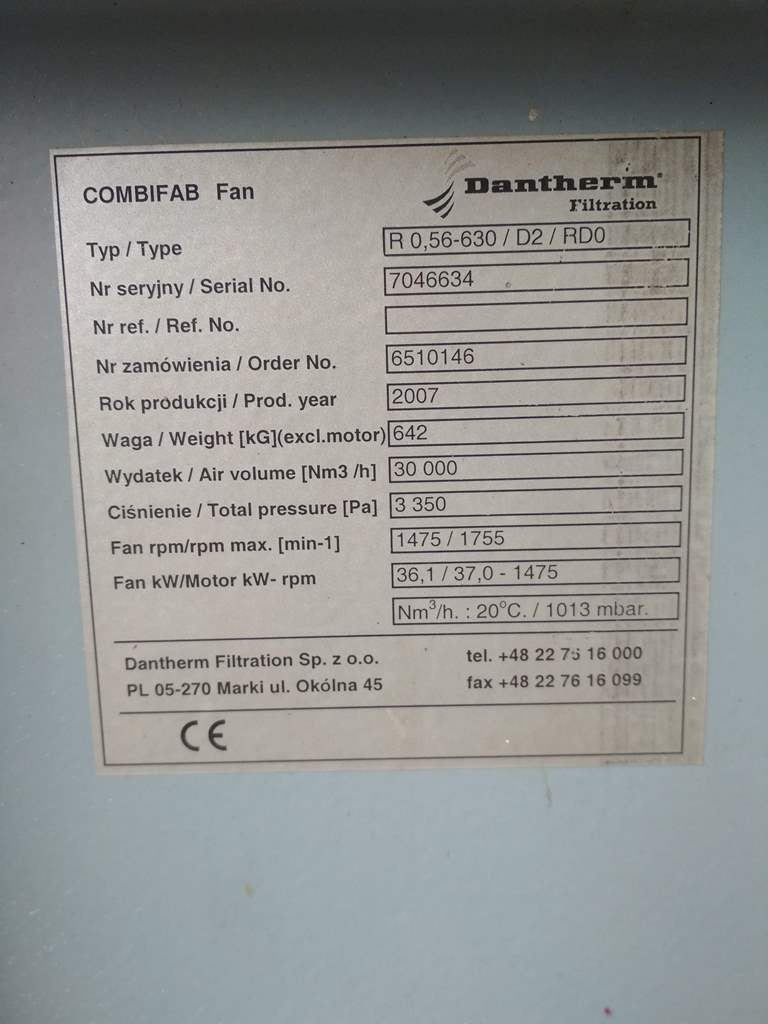 COMBIFAB Fan
Dantherm®
Filtration
Typ / Type R 0,56-630 / D2 / RD0
Nr seryjny / Serial No. 7046634
Nr ref. / Ref. No.
Nr zamówienia / Order No. 6510146
Rok produkcji / Prod. year 2007
Waga / Weight [kG](excl.motor) 642
Wydatek / Air volume [Nm3 /h] 30 000
Ciśnienie / Total pressure [Pa] 3 350
Fan rpm/rpm max. [min-1] 1475 / 1755
Fan kW/Motor kW- rpm 36,1 / 37,0 - 1475
Nm³/h. : 20°C. / 1013 mbar.
Dantherm Filtration Sp. z o.o. tel. +48 22 75 16 000
PL 05-270 Marki ul. Okólna 45 fax +48 22 76 16 099
CE